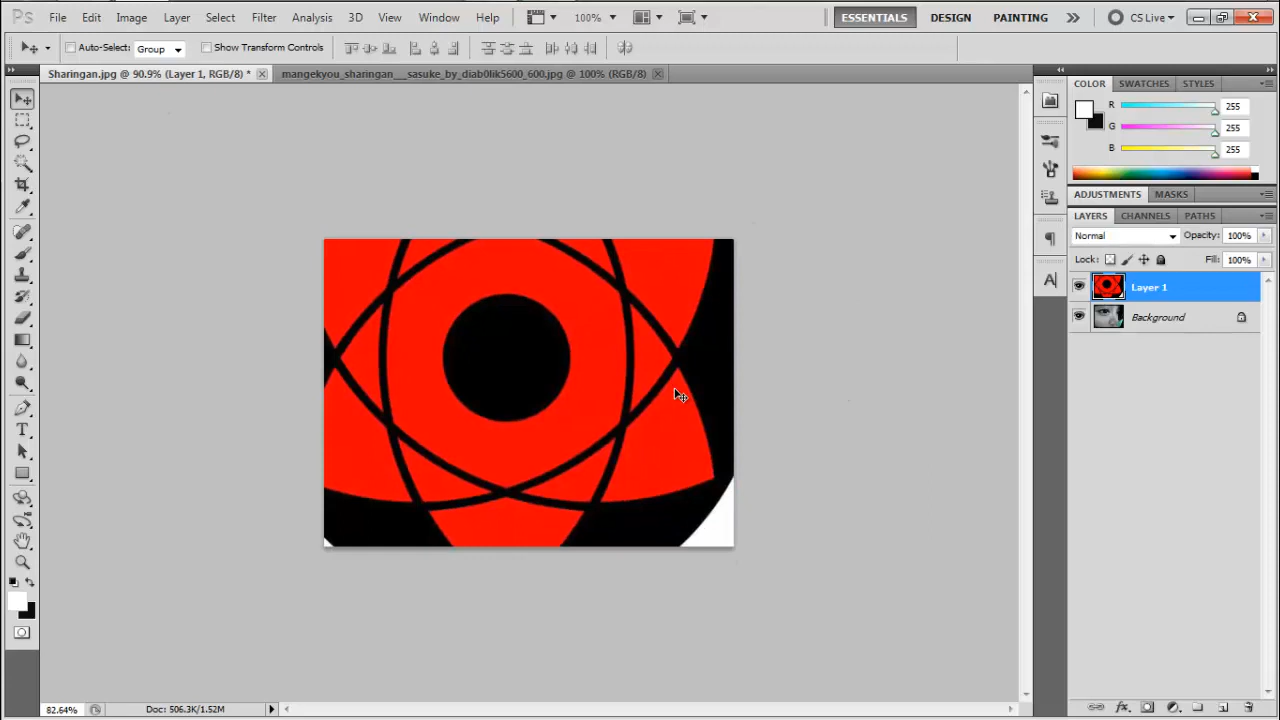 Ps File Edit Image Layer Select Filter Analysis 3D View Window Help 100% ESSENTIALS DESIGN PAINTING CS Live
Auto-Select: Group Show Transform Controls
Sharingan.jpg @ 90.9% (Layer 1, RGB/8) * mangekyou_sharingan___sasuke_by_diab0lik5600_600.jpg @ 100% (RGB/8)
COLOR SWATCHES STYLES
R 255
G 255
B 255
ADJUSTMENTS MASKS
LAYERS CHANNELS PATHS
Normal Opacity: 100%
Lock: Fill: 100%
Layer 1
Background
82.64% Doc: 506.3K/1.52M